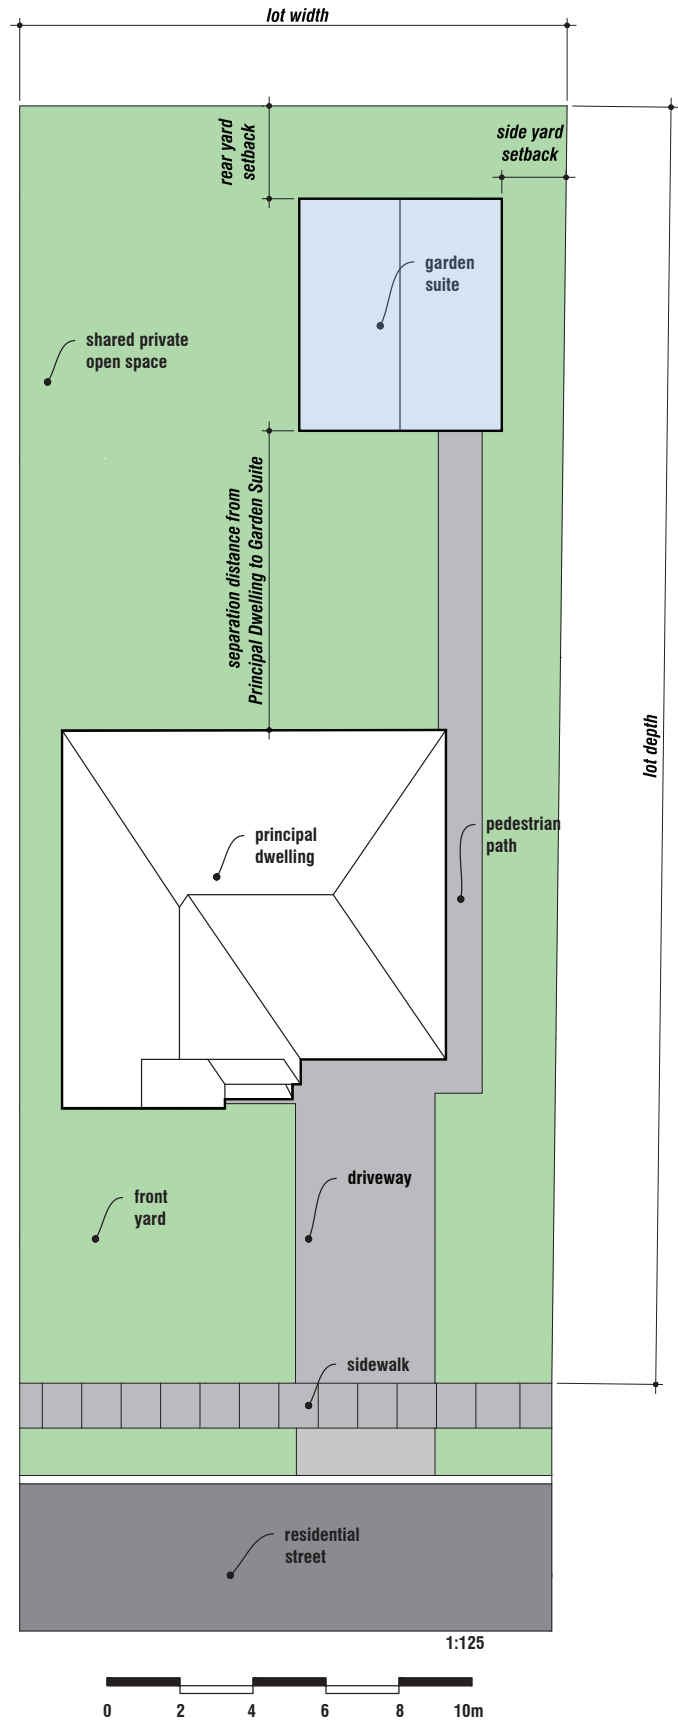 lot width
rear yard
setback
side yard
setback
garden
suite
shared private
open space
separation distance from
Principal Dwelling to Garden Suite
lot depth
principal
dwelling
pedestrian
path
driveway
front
yard
sidewalk
residential
street
1:125
0 2 4 6 8 10m